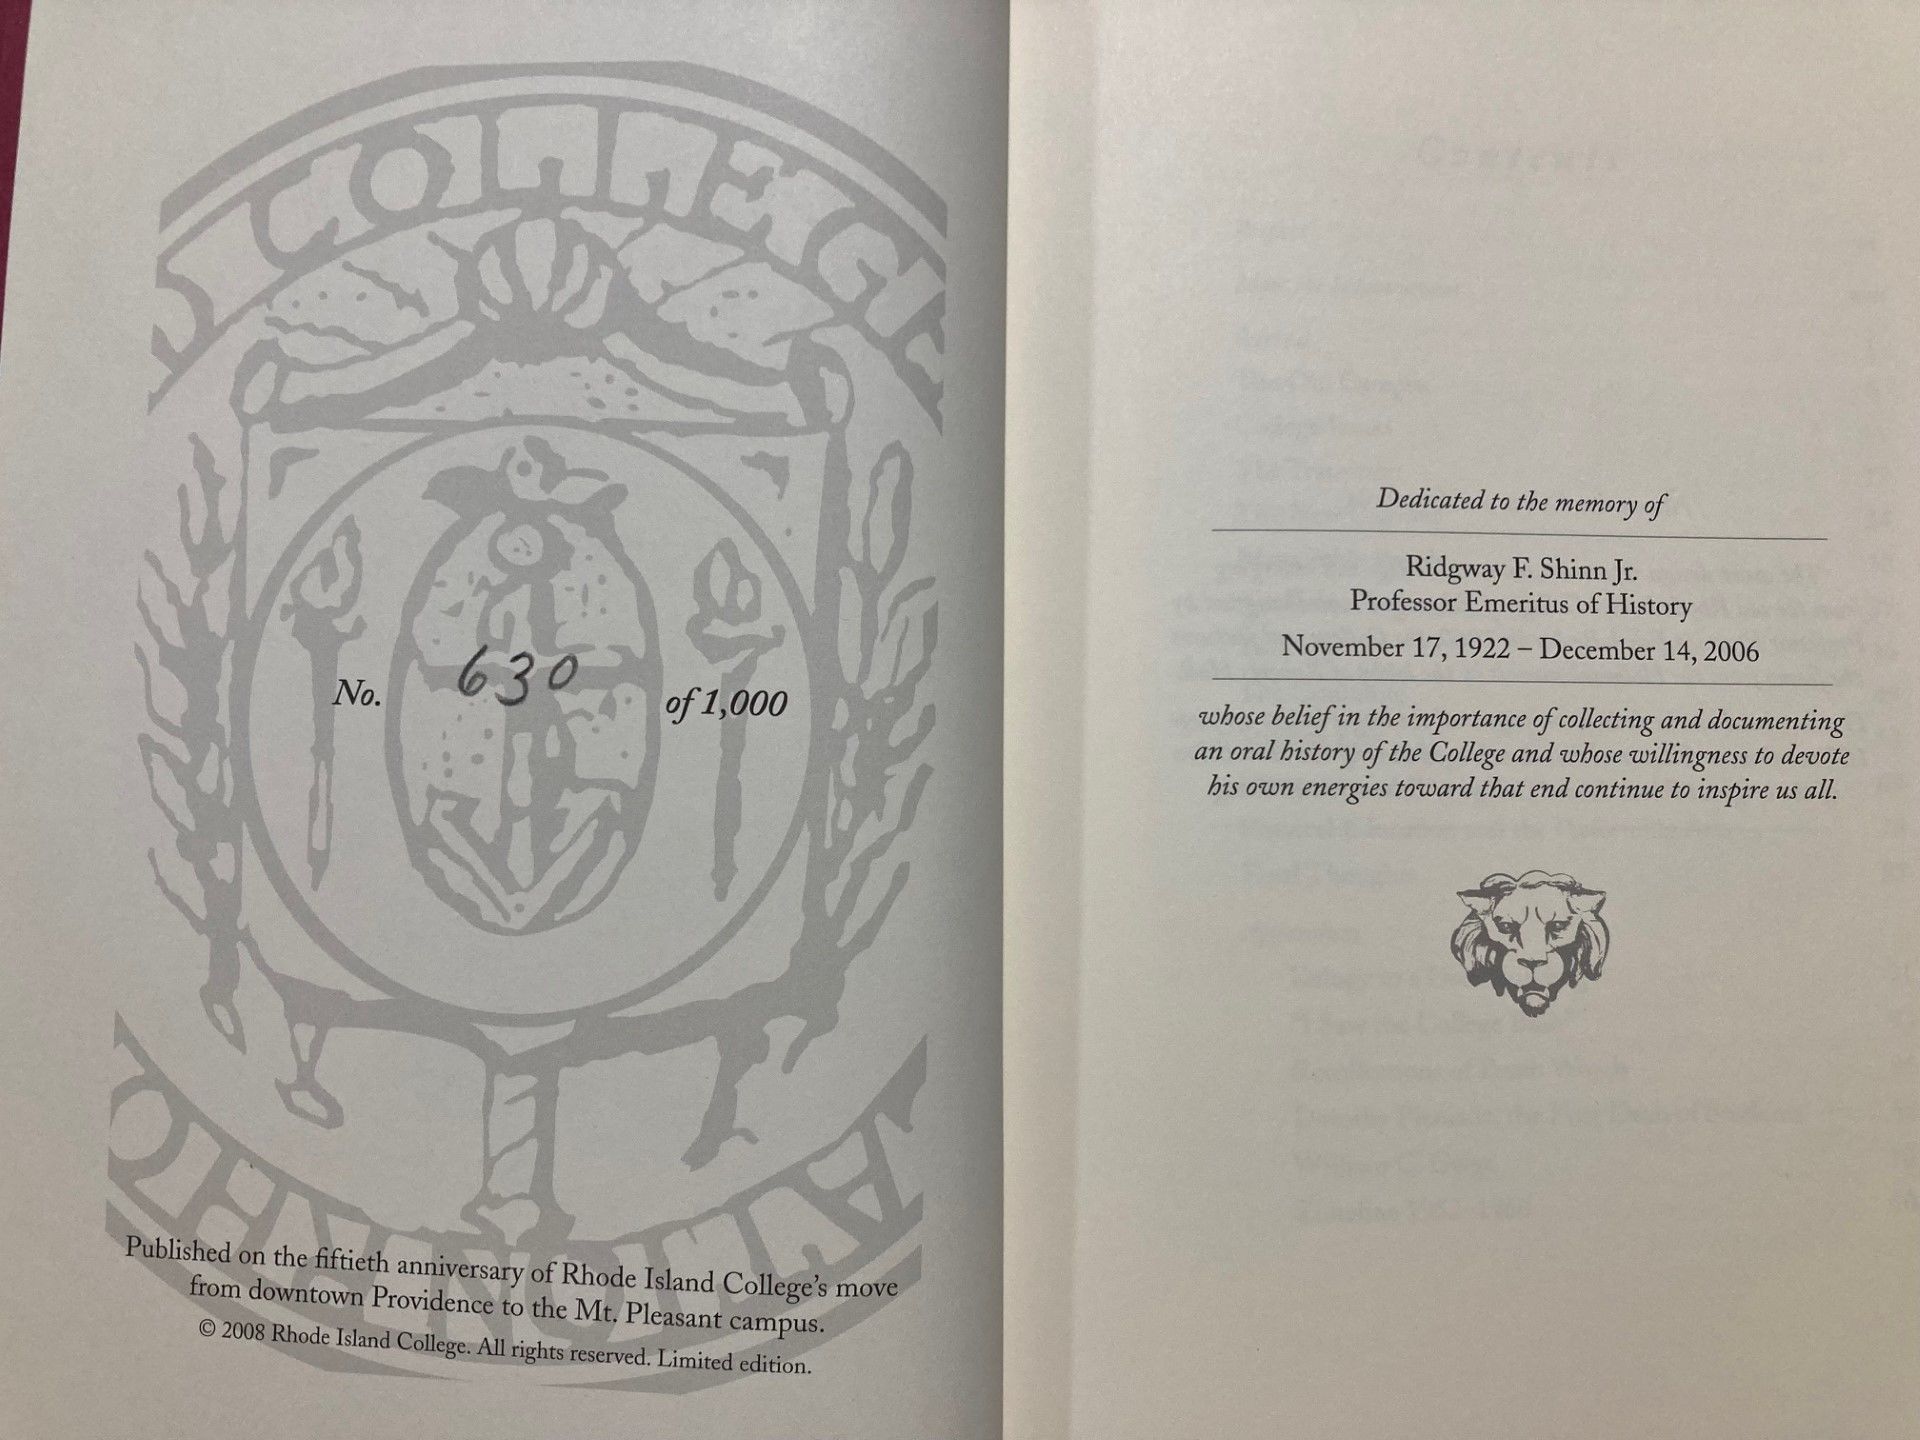 COLLEGE
No. 630 of 1,000
Published on the fiftieth anniversary of Rhode Island College's move
from downtown Providence to the Mt. Pleasant campus.
© 2008 Rhode Island College. All rights reserved. Limited edition.
Contents
Dedicated to the memory of
Ridgway F. Shinn Jr.
Professor Emeritus of History
November 17, 1922 – December 14, 2006
whose belief in the importance of collecting and documenting
an oral history of the College and whose willingness to devote
his own energies toward that end continue to inspire us all.